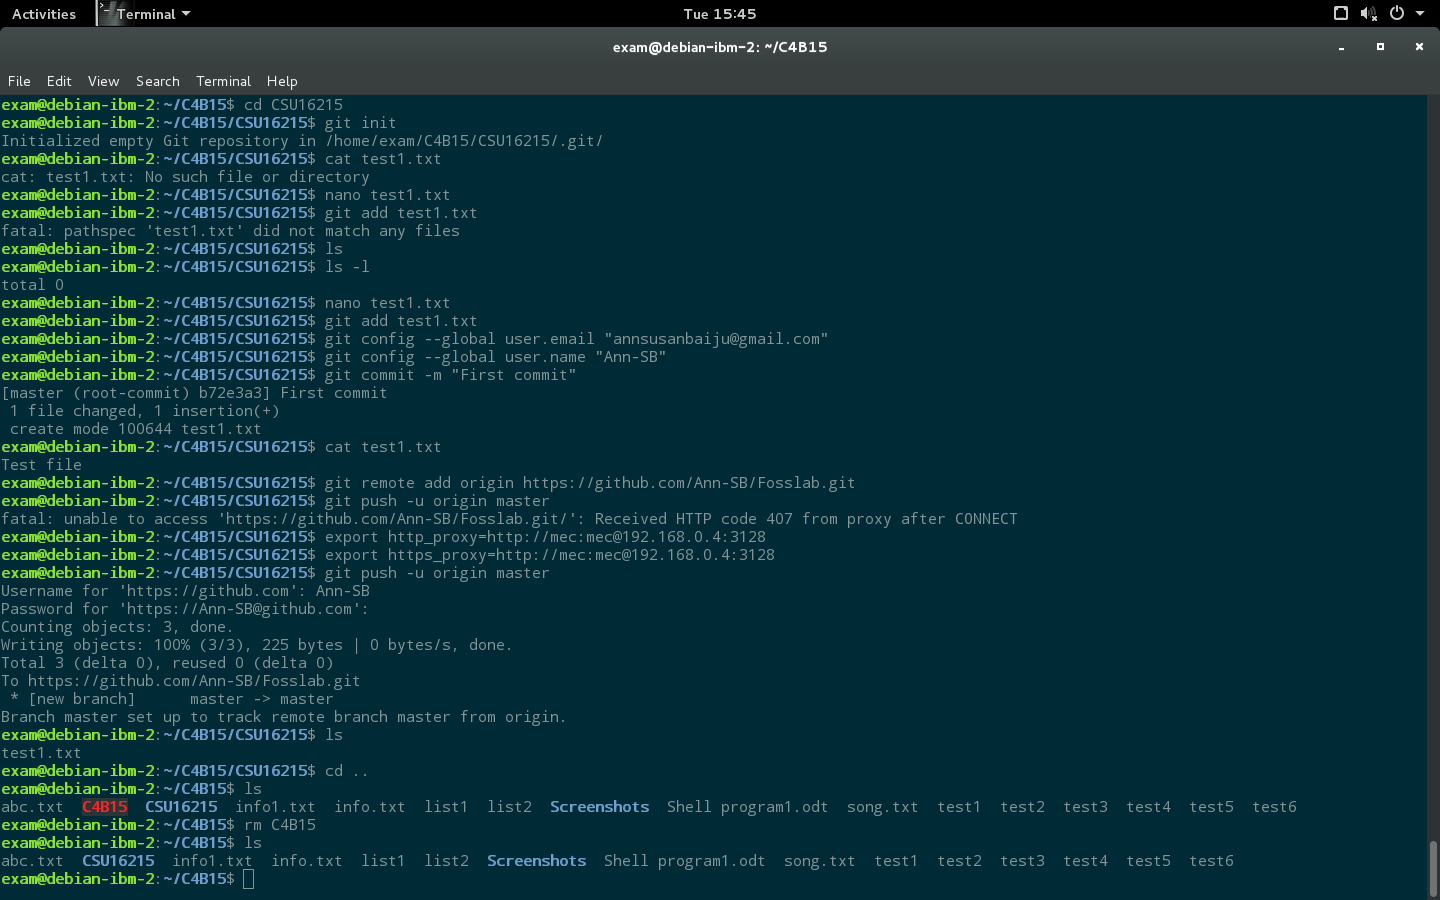 Activities Terminal Tue 15:45
exam@debian-ibm-2: ~/C4B15
File Edit View Search Terminal Help
exam@debian-ibm-2:~/C4B15$ cd CSU16215
exam@debian-ibm-2:~/C4B15/CSU16215$ git init
Initialized empty Git repository in /home/exam/C4B15/CSU16215/.git/
exam@debian-ibm-2:~/C4B15/CSU16215$ cat test1.txt
cat: test1.txt: No such file or directory
exam@debian-ibm-2:~/C4B15/CSU16215$ nano test1.txt
exam@debian-ibm-2:~/C4B15/CSU16215$ git add test1.txt
fatal: pathspec 'test1.txt' did not match any files
exam@debian-ibm-2:~/C4B15/CSU16215$ ls
exam@debian-ibm-2:~/C4B15/CSU16215$ ls -l
total 0
exam@debian-ibm-2:~/C4B15/CSU16215$ nano test1.txt
exam@debian-ibm-2:~/C4B15/CSU16215$ git add test1.txt
exam@debian-ibm-2:~/C4B15/CSU16215$ git config --global user.email "annsusanbaiju@gmail.com"
exam@debian-ibm-2:~/C4B15/CSU16215$ git config --global user.name "Ann-SB"
exam@debian-ibm-2:~/C4B15/CSU16215$ git commit -m "First commit"
[master (root-commit) b72e3a3] First commit
 1 file changed, 1 insertion(+)
 create mode 100644 test1.txt
exam@debian-ibm-2:~/C4B15/CSU16215$ cat test1.txt
Test file
exam@debian-ibm-2:~/C4B15/CSU16215$ git remote add origin https://github.com/Ann-SB/Fosslab.git
exam@debian-ibm-2:~/C4B15/CSU16215$ git push -u origin master
fatal: unable to access 'https://github.com/Ann-SB/Fosslab.git/': Received HTTP code 407 from proxy after CONNECT
exam@debian-ibm-2:~/C4B15/CSU16215$ export http_proxy=http://mec:mec@192.168.0.4:3128
exam@debian-ibm-2:~/C4B15/CSU16215$ export https_proxy=http://mec:mec@192.168.0.4:3128
exam@debian-ibm-2:~/C4B15/CSU16215$ git push -u origin master
Username for 'https://github.com': Ann-SB
Password for 'https://Ann-SB@github.com':
Counting objects: 3, done.
Writing objects: 100% (3/3), 225 bytes | 0 bytes/s, done.
Total 3 (delta 0), reused 0 (delta 0)
To https://github.com/Ann-SB/Fosslab.git
 * [new branch]      master -> master
Branch master set up to track remote branch master from origin.
exam@debian-ibm-2:~/C4B15/CSU16215$ ls
test1.txt
exam@debian-ibm-2:~/C4B15/CSU16215$ cd ..
exam@debian-ibm-2:~/C4B15$ ls
abc.txt  C4B15  CSU16215  info1.txt  info.txt  list1  list2  Screenshots  Shell program1.odt  song.txt  test1  test2  test3  test4  test5  test6
exam@debian-ibm-2:~/C4B15$ rm C4B15
exam@debian-ibm-2:~/C4B15$ ls
abc.txt  CSU16215  info1.txt  info.txt  list1  list2  Screenshots  Shell program1.odt  song.txt  test1  test2  test3  test4  test5  test6
exam@debian-ibm-2:~/C4B15$